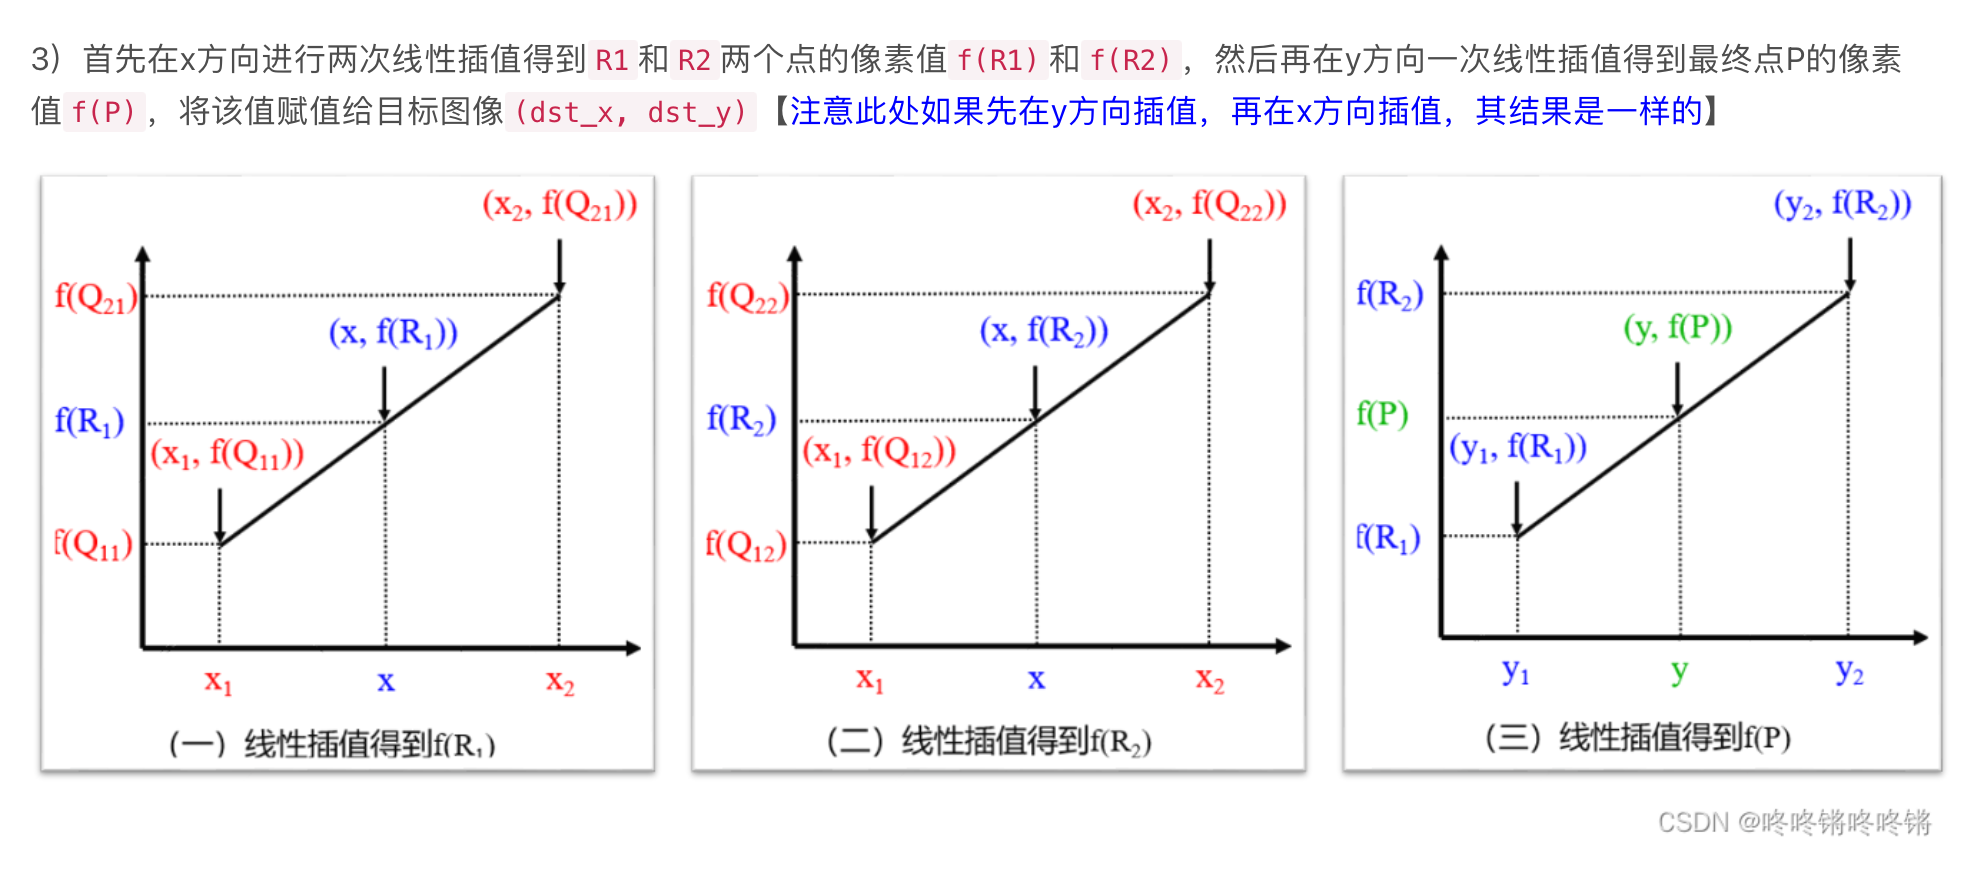 3）首先在x方向进行两次线性插值得到R1和R2两个点的像素值f(R1)和f(R2)，然后再在y方向一次线性插值得到最终点P的像素
值f(P)，将该值赋值给目标图像(dst_x, dst_y)【注意此处如果先在y方向插值，再在x方向插值，其结果是一样的】
(x₂, f(Q₂₁))
f(Q₂₁)
(x, f(R₁))
f(R₁)
(x₁, f(Q₁₁))
f(Q₁₁)
x₁ x x₂
（一）线性插值得到f(R₁)
(x₂, f(Q₂₂))
f(Q₂₂)
(x, f(R₂))
f(R₂)
(x₁, f(Q₁₂))
f(Q₁₂)
x₁ x x₂
（二）线性插值得到f(R₂)
(y₂, f(R₂))
f(R₂)
(y, f(P))
f(P)
(y₁, f(R₁))
f(R₁)
y₁ y y₂
（三）线性插值得到f(P)
CSDN @咚咚锵咚咚锵